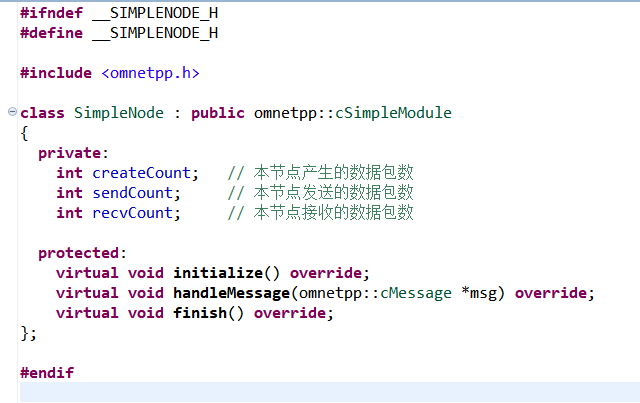 #ifndef __SIMPLENODE_H
#define __SIMPLENODE_H
#include <omnetpp.h>
class SimpleNode : public omnetpp::cSimpleModule
{
private:
int createCount; // 本节点产生的数据包数
int sendCount; // 本节点发送的数据包数
int recvCount; // 本节点接收的数据包数
protected:
virtual void initialize() override;
virtual void handleMessage(omnetpp::cMessage *msg) override;
virtual void finish() override;
};
#endif